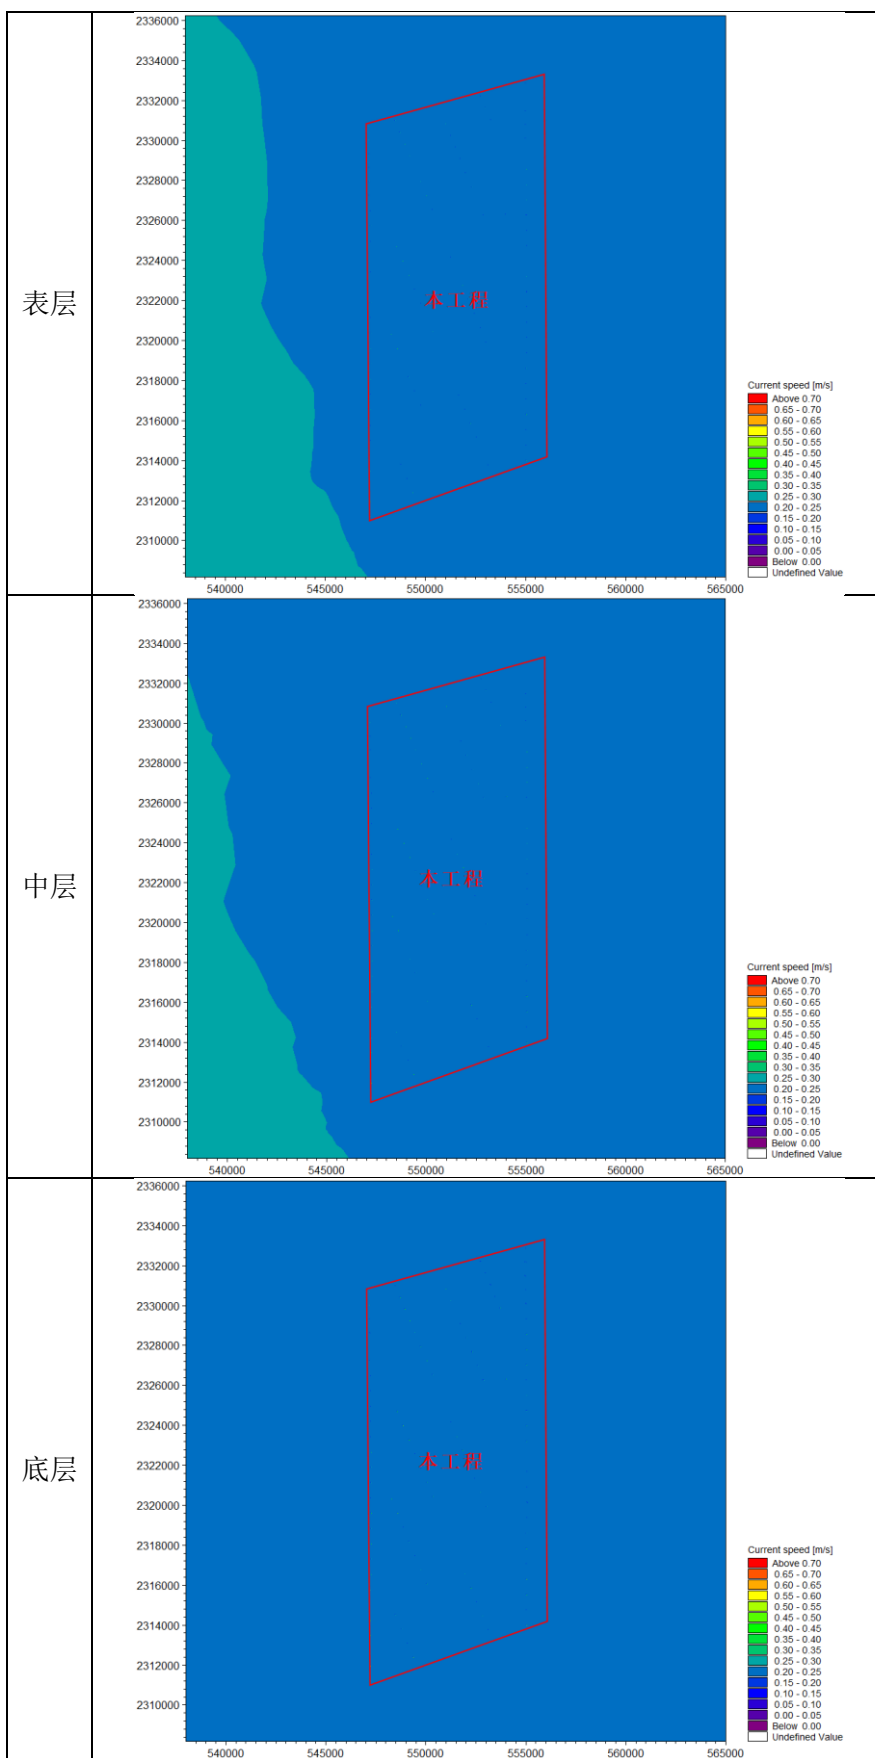 表层
2336000
2334000
2332000
2330000
2328000
2326000
2324000
2322000
2320000
2318000
2316000
2314000
2312000
2310000
本工程
540000 545000 550000 555000 560000 565000
Current speed [m/s]
Above 0.70
0.65 - 0.70
0.60 - 0.65
0.55 - 0.60
0.50 - 0.55
0.45 - 0.50
0.40 - 0.45
0.35 - 0.40
0.30 - 0.35
0.25 - 0.30
0.20 - 0.25
0.15 - 0.20
0.10 - 0.15
0.05 - 0.10
0.00 - 0.05
Below 0.00
Undefined Value
中层
2336000
2334000
2332000
2330000
2328000
2326000
2324000
2322000
2320000
2318000
2316000
2314000
2312000
2310000
本工程
540000 545000 550000 555000 560000 565000
Current speed [m/s]
Above 0.70
0.65 - 0.70
0.60 - 0.65
0.55 - 0.60
0.50 - 0.55
0.45 - 0.50
0.40 - 0.45
0.35 - 0.40
0.30 - 0.35
0.25 - 0.30
0.20 - 0.25
0.15 - 0.20
0.10 - 0.15
0.05 - 0.10
0.00 - 0.05
Below 0.00
Undefined Value
底层
2336000
2334000
2332000
2330000
2328000
2326000
2324000
2322000
2320000
2318000
2316000
2314000
2312000
2310000
本工程
540000 545000 550000 555000 560000 565000
Current speed [m/s]
Above 0.70
0.65 - 0.70
0.60 - 0.65
0.55 - 0.60
0.50 - 0.55
0.45 - 0.50
0.40 - 0.45
0.35 - 0.40
0.30 - 0.35
0.25 - 0.30
0.20 - 0.25
0.15 - 0.20
0.10 - 0.15
0.05 - 0.10
0.00 - 0.05
Below 0.00
Undefined Value